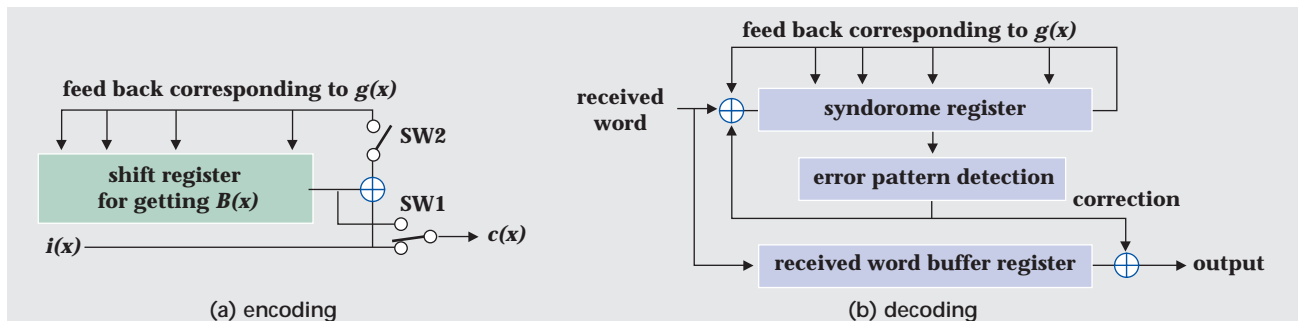 feed back corresponding to g(x)
SW2
shift register
for getting B(x)
SW1
i(x)
c(x)
(a) encoding
feed back corresponding to g(x)
received
word
syndorome register
error pattern detection
correction
received word buffer register
output
(b) decoding